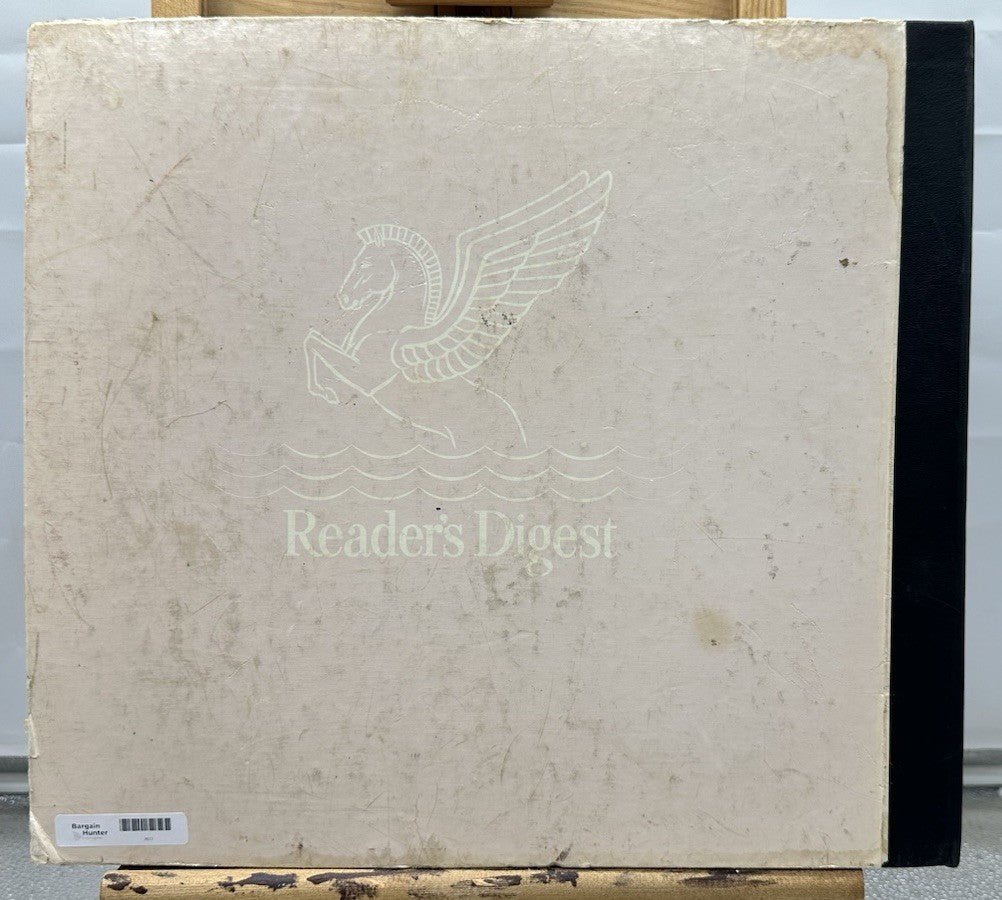 Reader's Digest
Bargain
Hunter